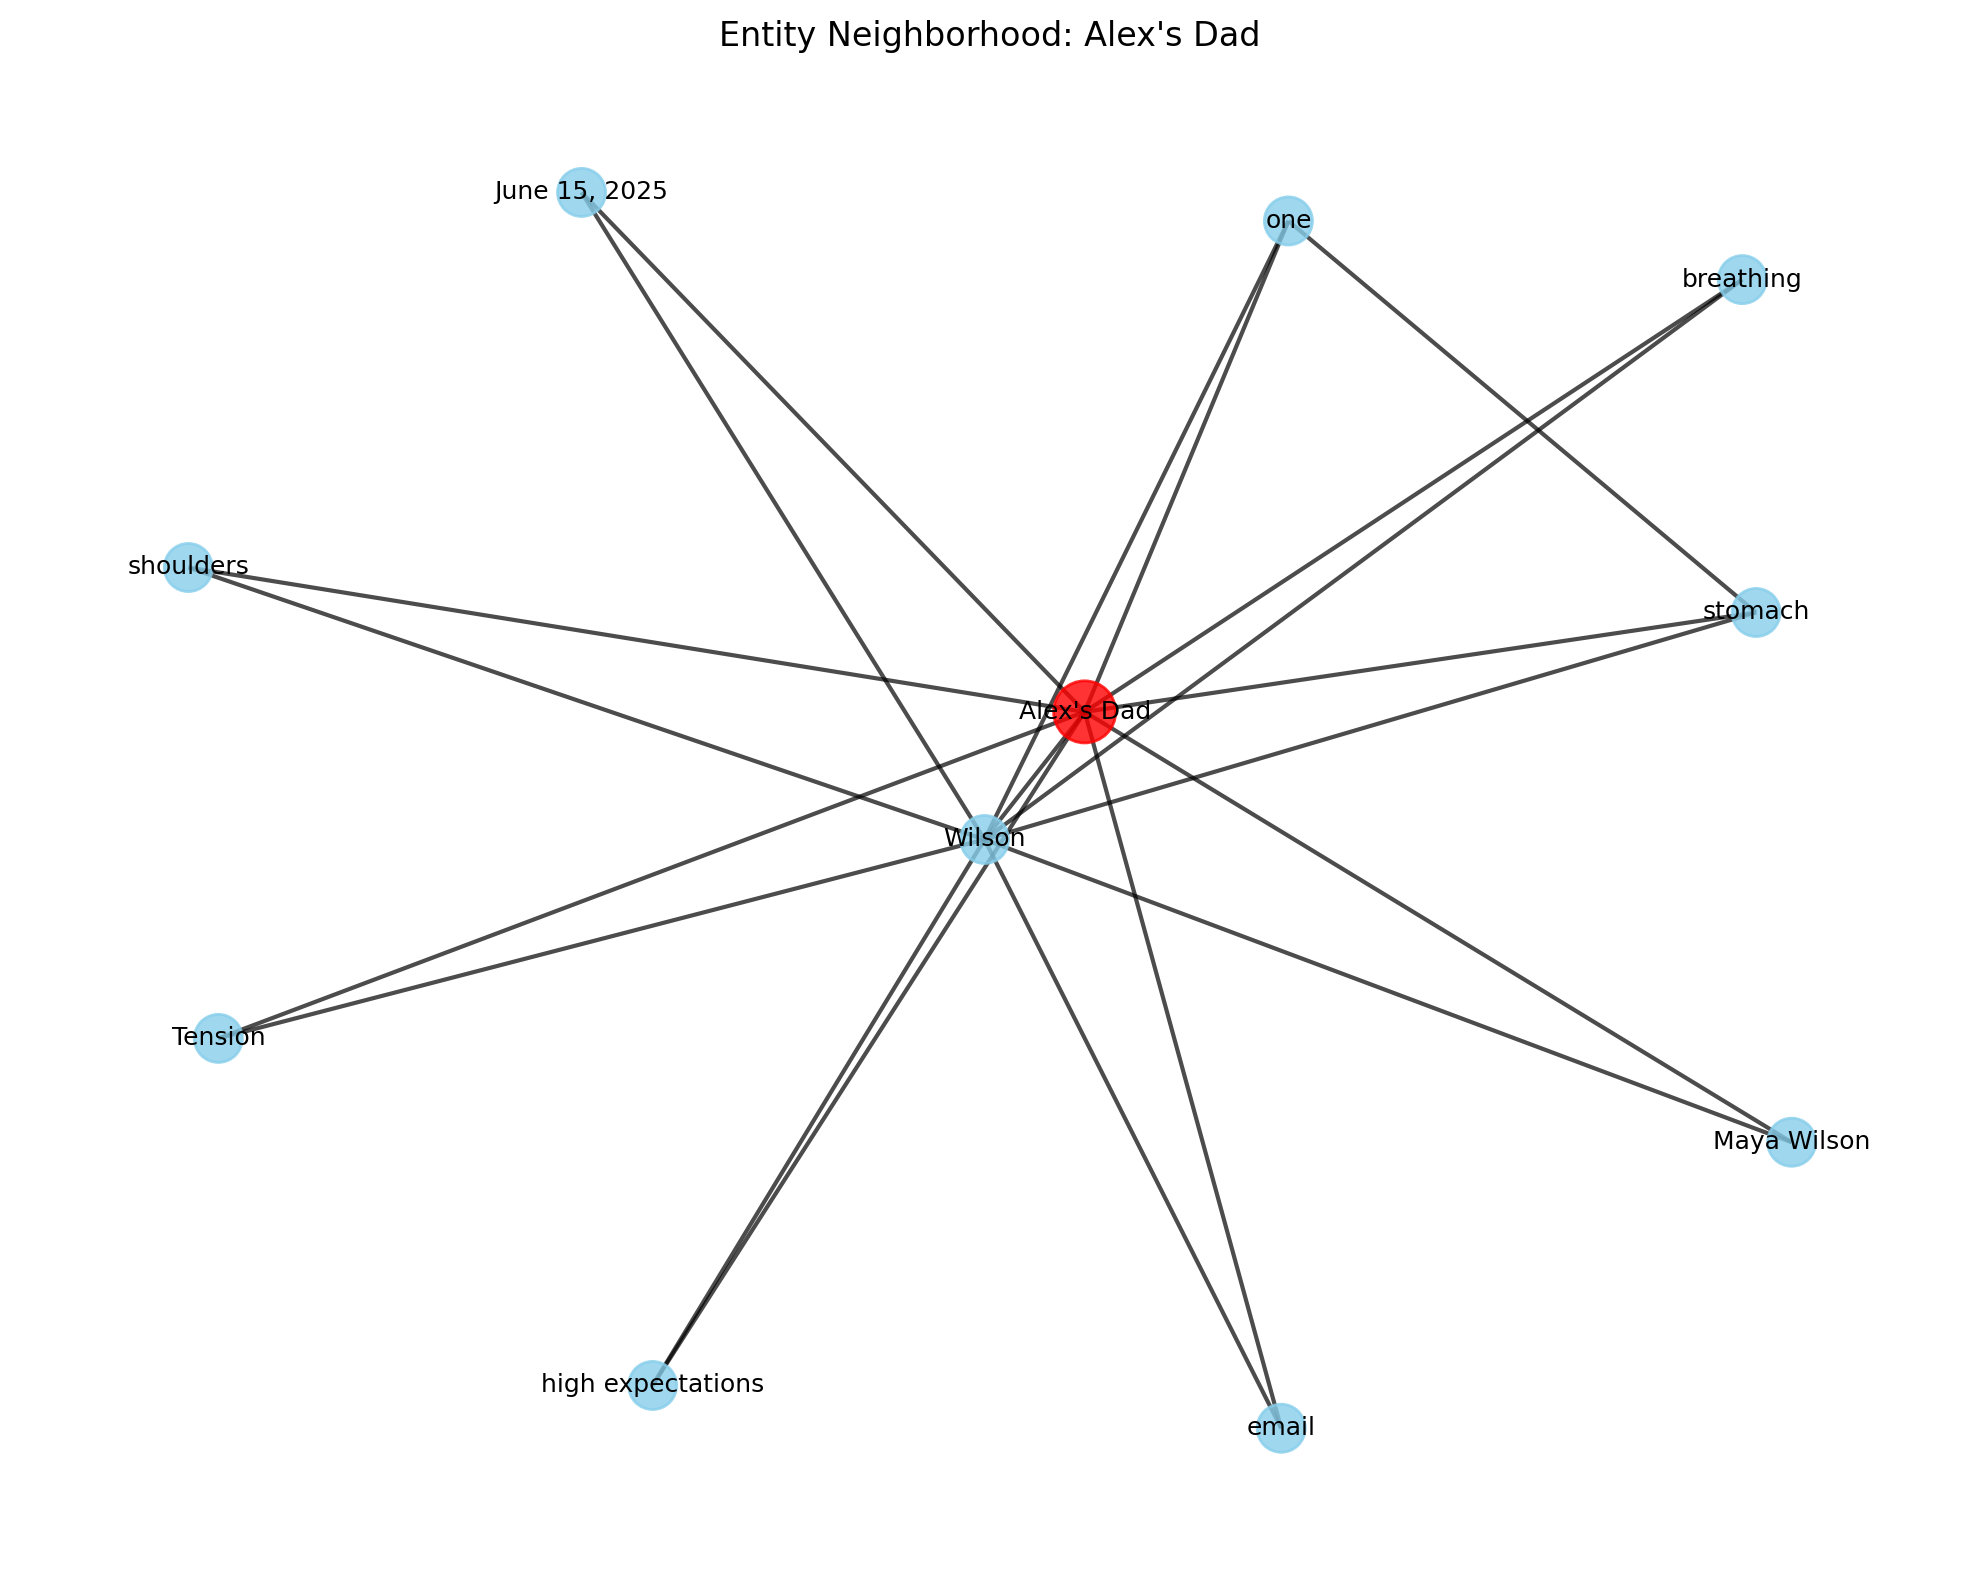 Entity Neighborhood: Alex's Dad
June 15, 2025
one
breathing
shoulders
stomach
Alex's Dad
Wilson
Tension
Maya Wilson
high expectations
email